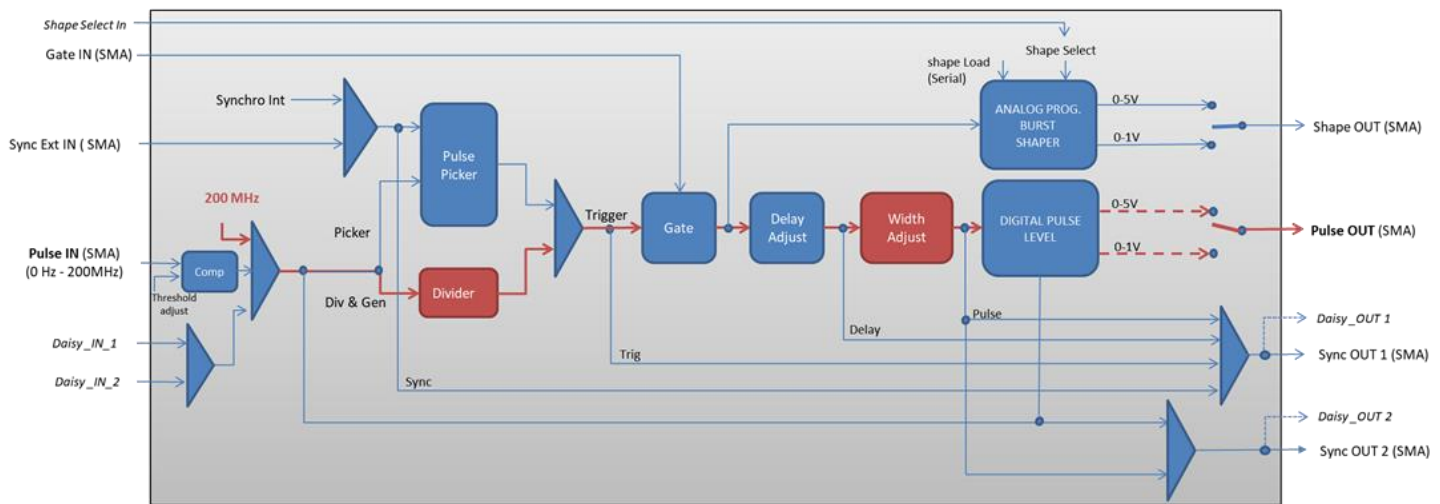 Shape Select In
Gate IN (SMA)
Shape Select
shape Load
(Serial)
Synchro Int
ANALOG PROG.
BURST
SHAPER
0-5V
0-1V
Shape OUT (SMA)
Sync Ext IN ( SMA)
Pulse
Picker
200 MHz
Picker
Trigger
Gate
Delay
Adjust
Width
Adjust
DIGITAL PULSE
LEVEL
0-5V
0-1V
Pulse OUT (SMA)
Pulse IN (SMA)
(0 Hz - 200MHz)
Comp
Threshold
adjust
Div & Gen
Divider
Pulse
Delay
Trig
Sync
Daisy_IN_1
Daisy_IN_2
Daisy_OUT 1
Sync OUT 1 (SMA)
Daisy_OUT 2
Sync OUT 2 (SMA)